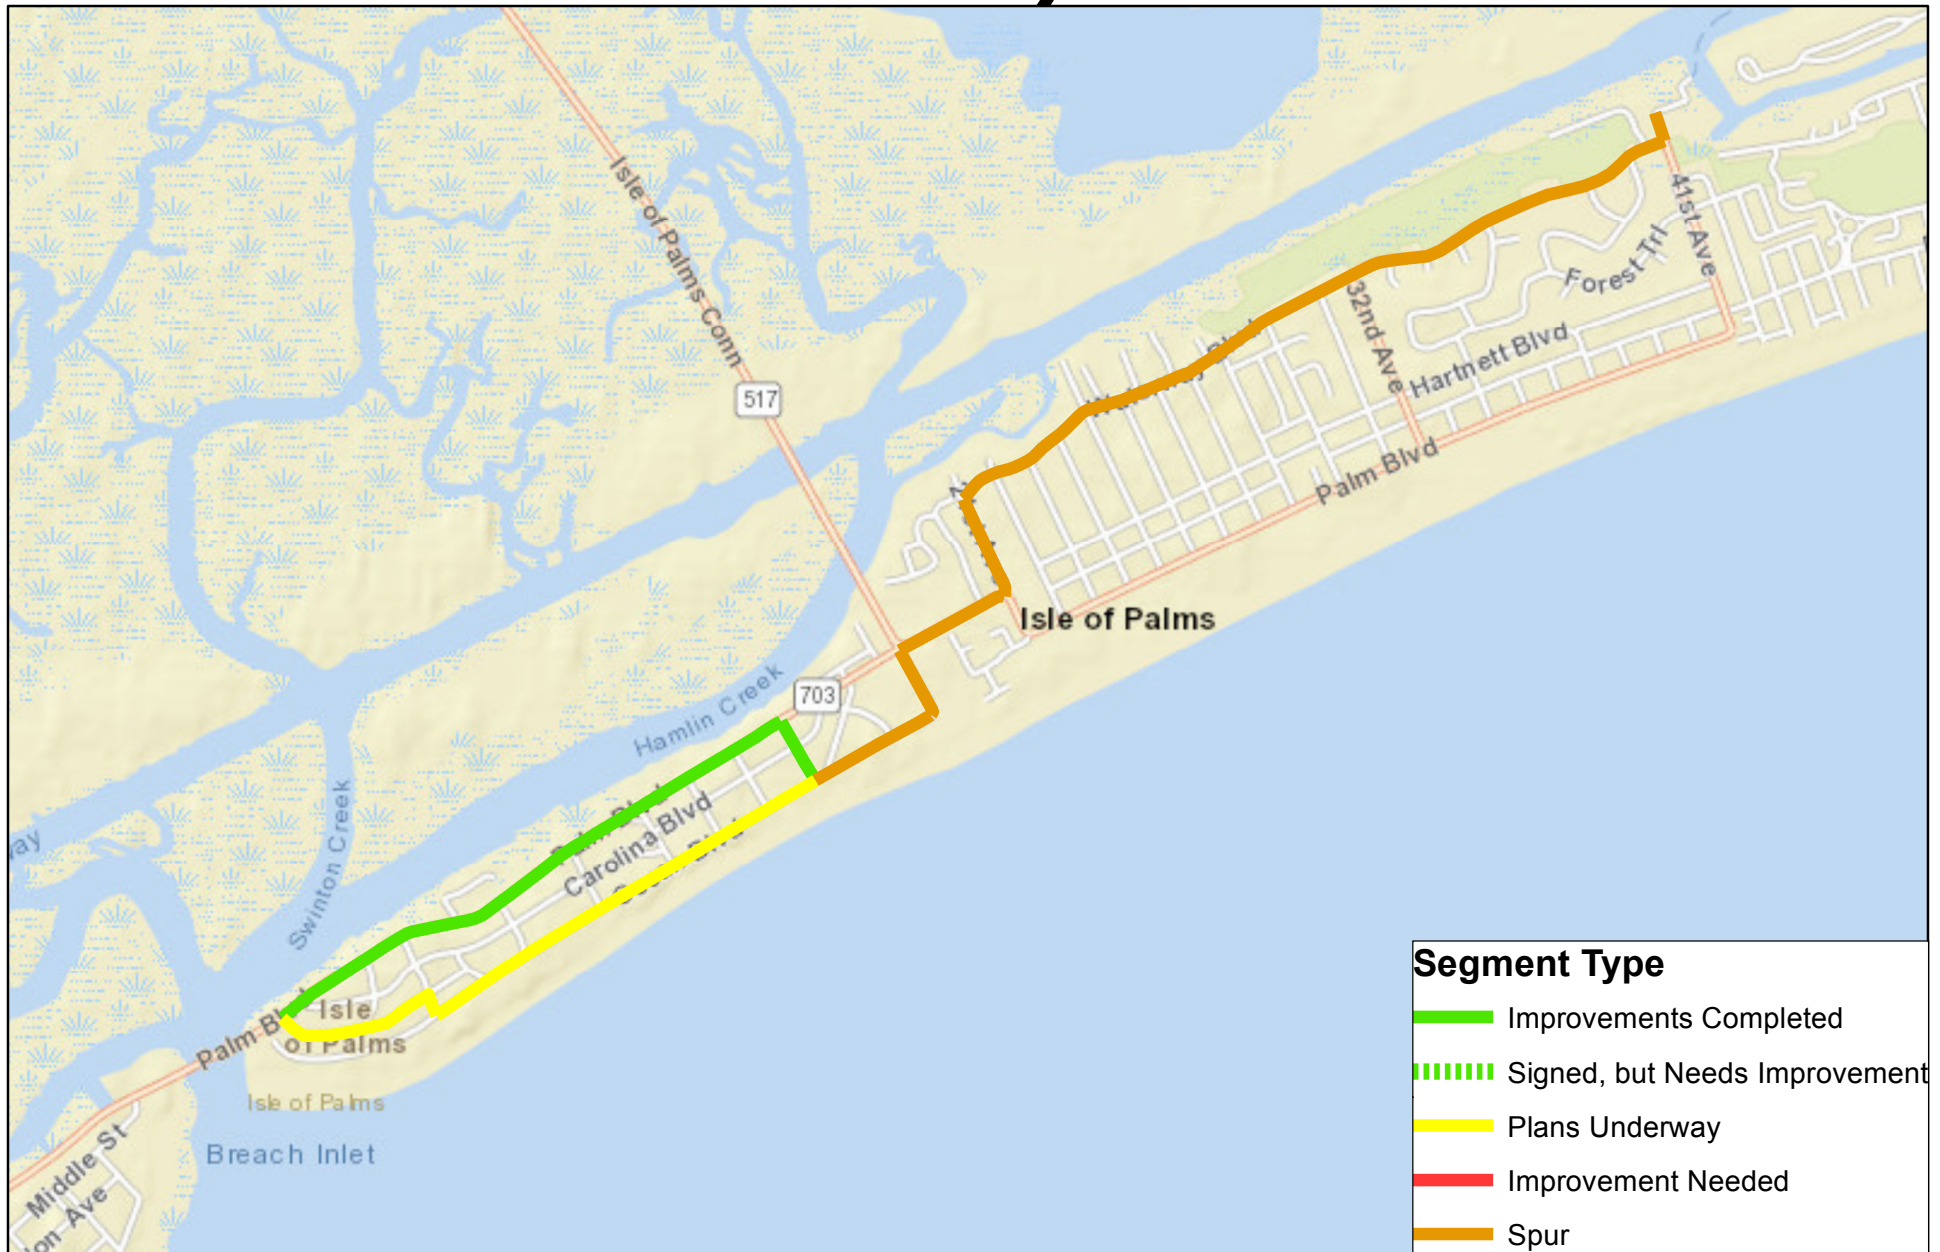 Isle of Palms Conn
517
41st Ave
Forest Trl
32nd Ave
Hartnett Blvd
Palm Blvd
Isle of Palms
703
Hamlin Creek
Palm Blvd
Carolina Blvd
Swinton Creek
Isle
of Palms
Palm
Isle of Palms
Breach Inlet
Middle St
Segment Type
Improvements Completed
Signed, but Needs Improvement
Plans Underway
Improvement Needed
Spur